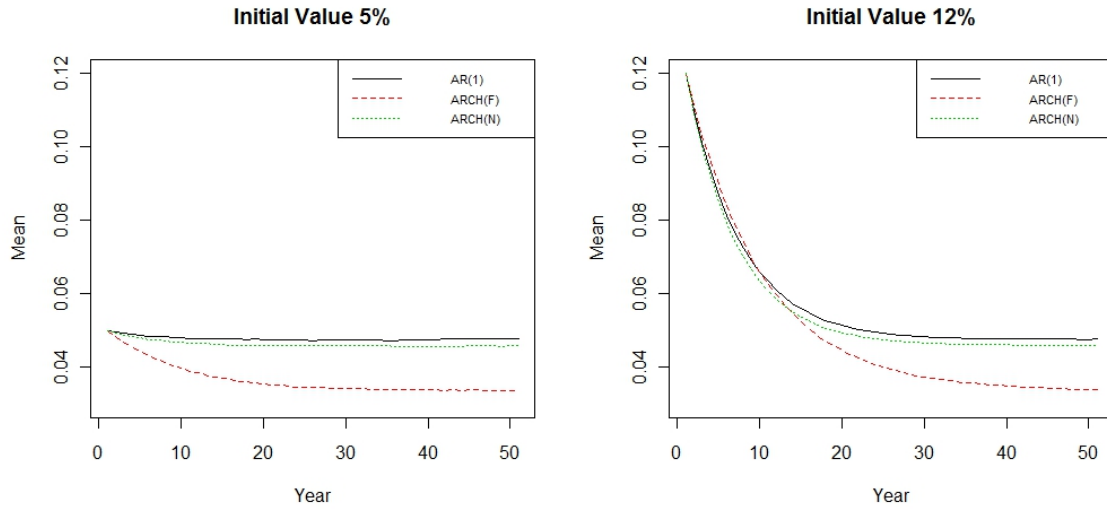 Initial Value 5%
Mean
0.12
0.10
0.08
0.06
0.04
AR(1)
ARCH(F)
ARCH(N)
0 10 20 30 40 50
Year
Initial Value 12%
Mean
0.12
0.10
0.08
0.06
0.04
AR(1)
ARCH(F)
ARCH(N)
0 10 20 30 40 50
Year